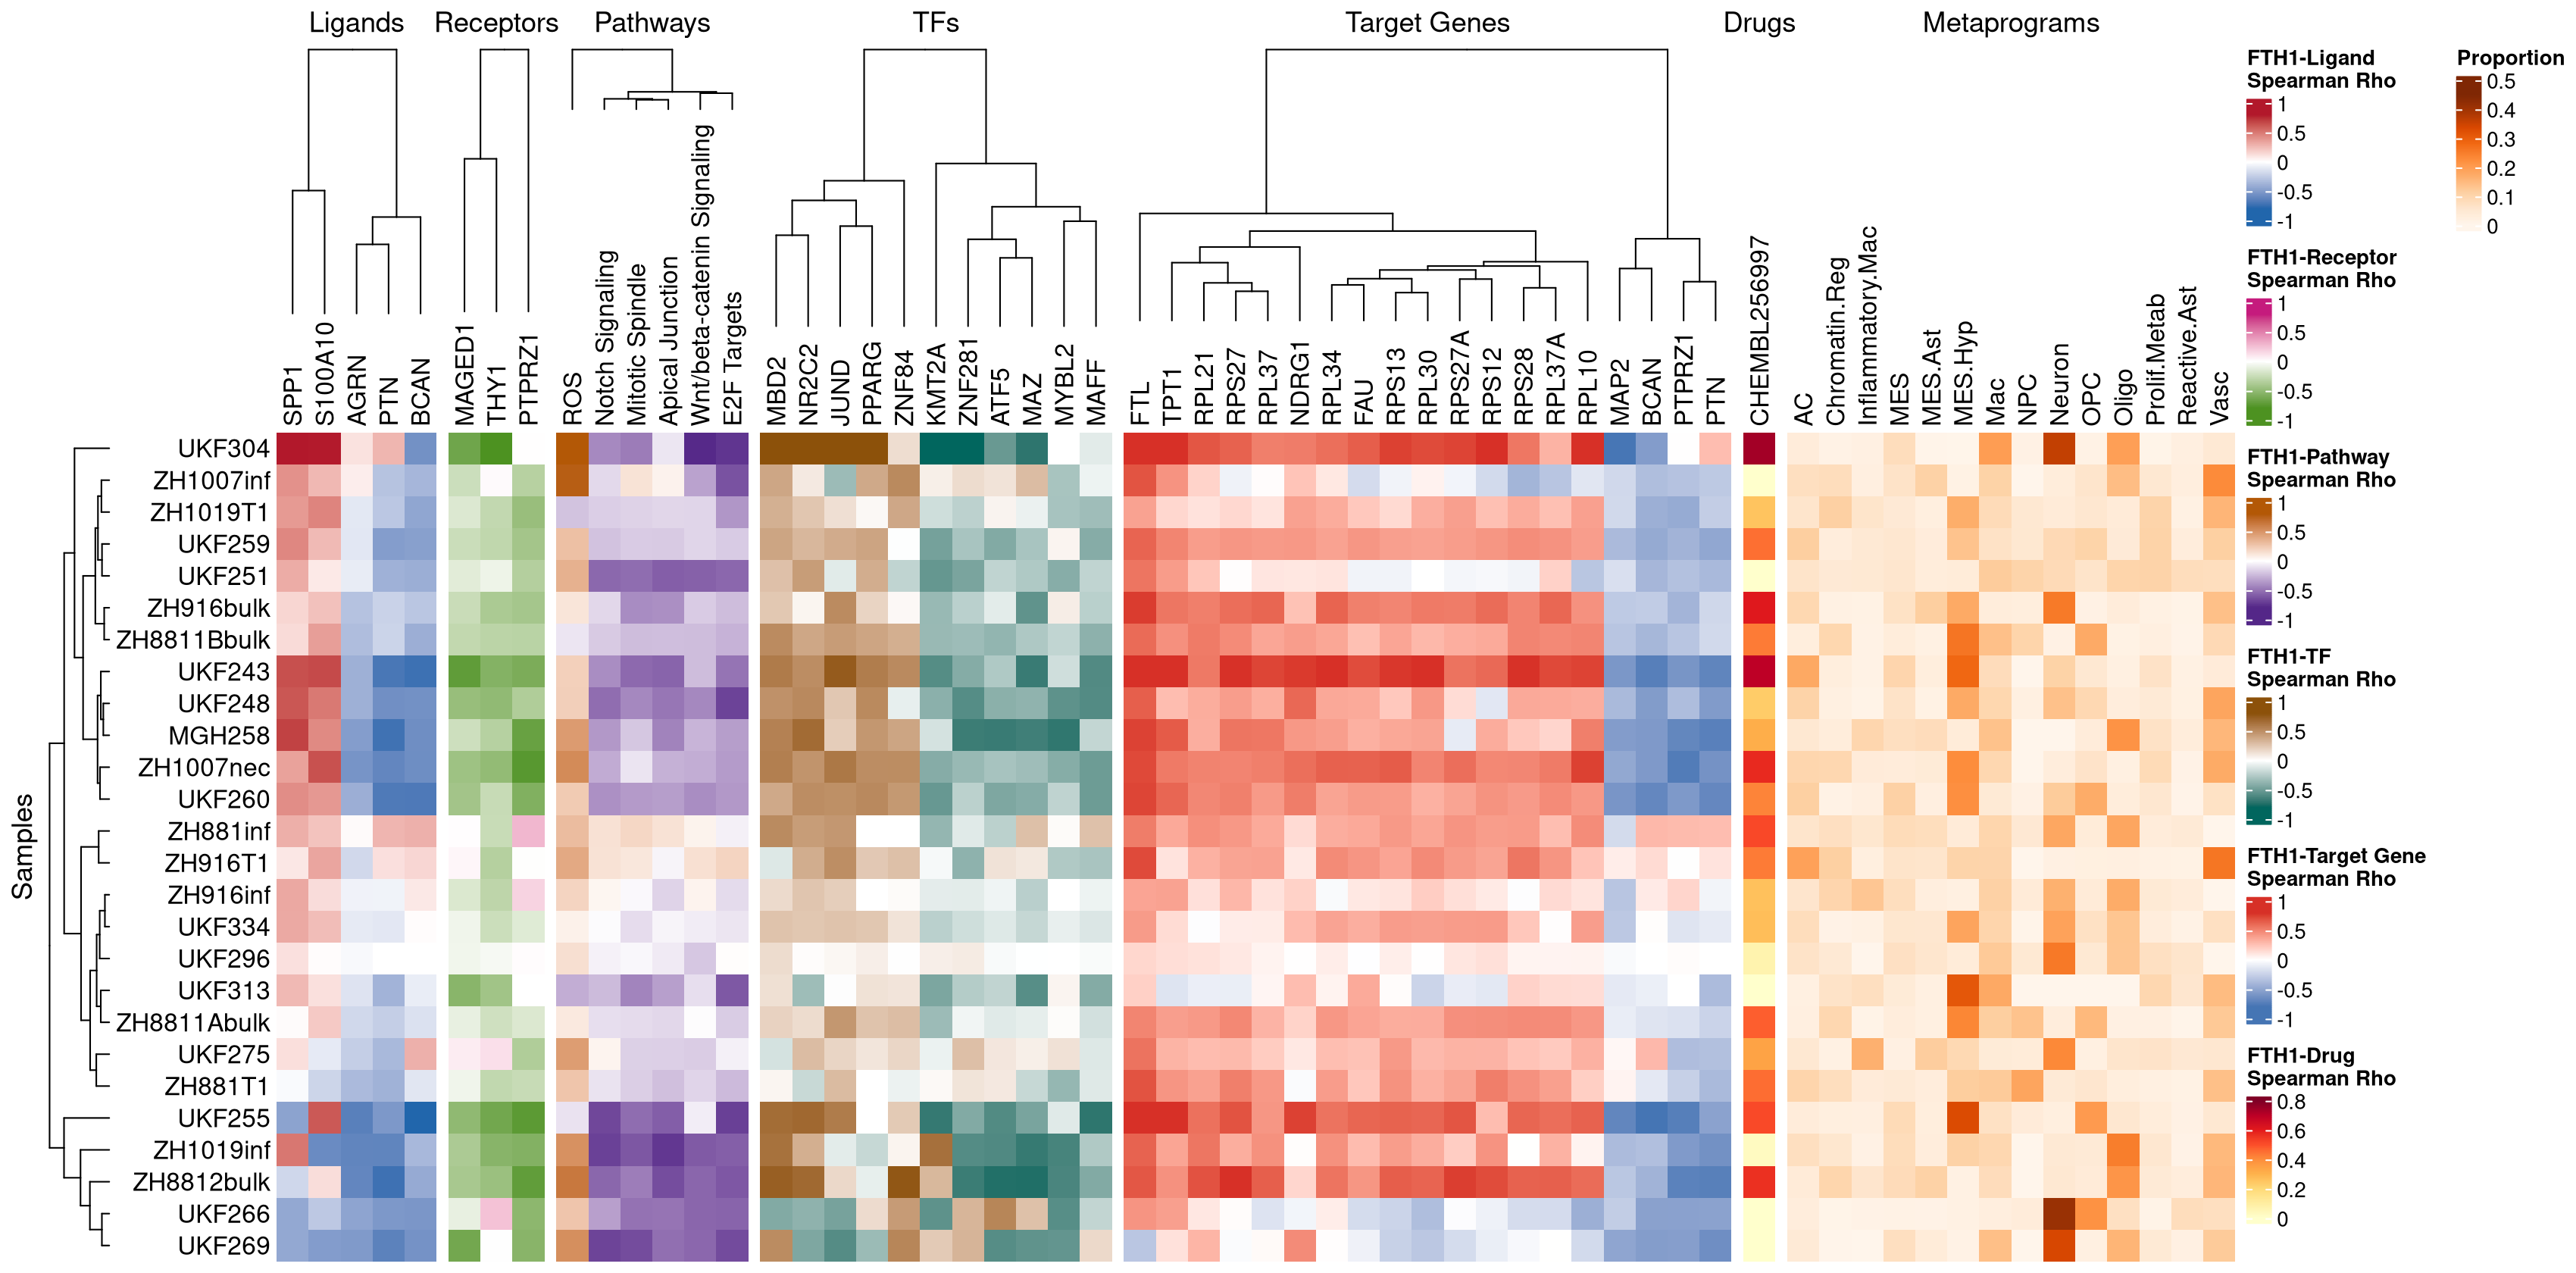 Ligands
Receptors
Pathways
TFs
Target Genes
Drugs
Metaprograms
SPP1
S100A10
AGRN
PTN
BCAN
MAGED1
THY1
PTPRZ1
ROS
Notch Signaling
Mitotic Spindle
Apical Junction
Wnt/beta-catenin Signaling
E2F Targets
MBD2
NR2C2
JUND
PPARG
ZNF84
KMT2A
ZNF281
ATF5
MAZ
MYBL2
MAFF
FTL
TPT1
RPL21
RPS27
RPL37
NDRG1
RPL34
FAU
RPS13
RPL30
RPS27A
RPS12
RPS28
RPL37A
RPL10
MAP2
BCAN
PTPRZ1
PTN
CHEMBL256997
AC
Chromatin.Reg
Inflammatory.Mac
MES
MES.Ast
MES.Hyp
Mac
NPC
Neuron
OPC
Oligo
Prolif.Metab
Reactive.Ast
Vasc
Samples
UKF304
ZH1007inf
ZH1019T1
UKF259
UKF251
ZH916bulk
ZH8811Bbulk
UKF243
UKF248
MGH258
ZH1007nec
UKF260
ZH881inf
ZH916T1
ZH916inf
UKF334
UKF296
UKF313
ZH8811Abulk
UKF275
ZH881T1
UKF255
ZH1019inf
ZH8812bulk
UKF266
UKF269
FTH1-Ligand
Spearman Rho
1
0.5
0
-0.5
-1
FTH1-Receptor
Spearman Rho
1
0.5
0
-0.5
-1
FTH1-Pathway
Spearman Rho
1
0.5
0
-0.5
-1
FTH1-TF
Spearman Rho
1
0.5
0
-0.5
-1
FTH1-Target Gene
Spearman Rho
1
0.5
0
-0.5
-1
FTH1-Drug
Spearman Rho
0.8
0.6
0.4
0.2
0
Proportion
0.5
0.4
0.3
0.2
0.1
0